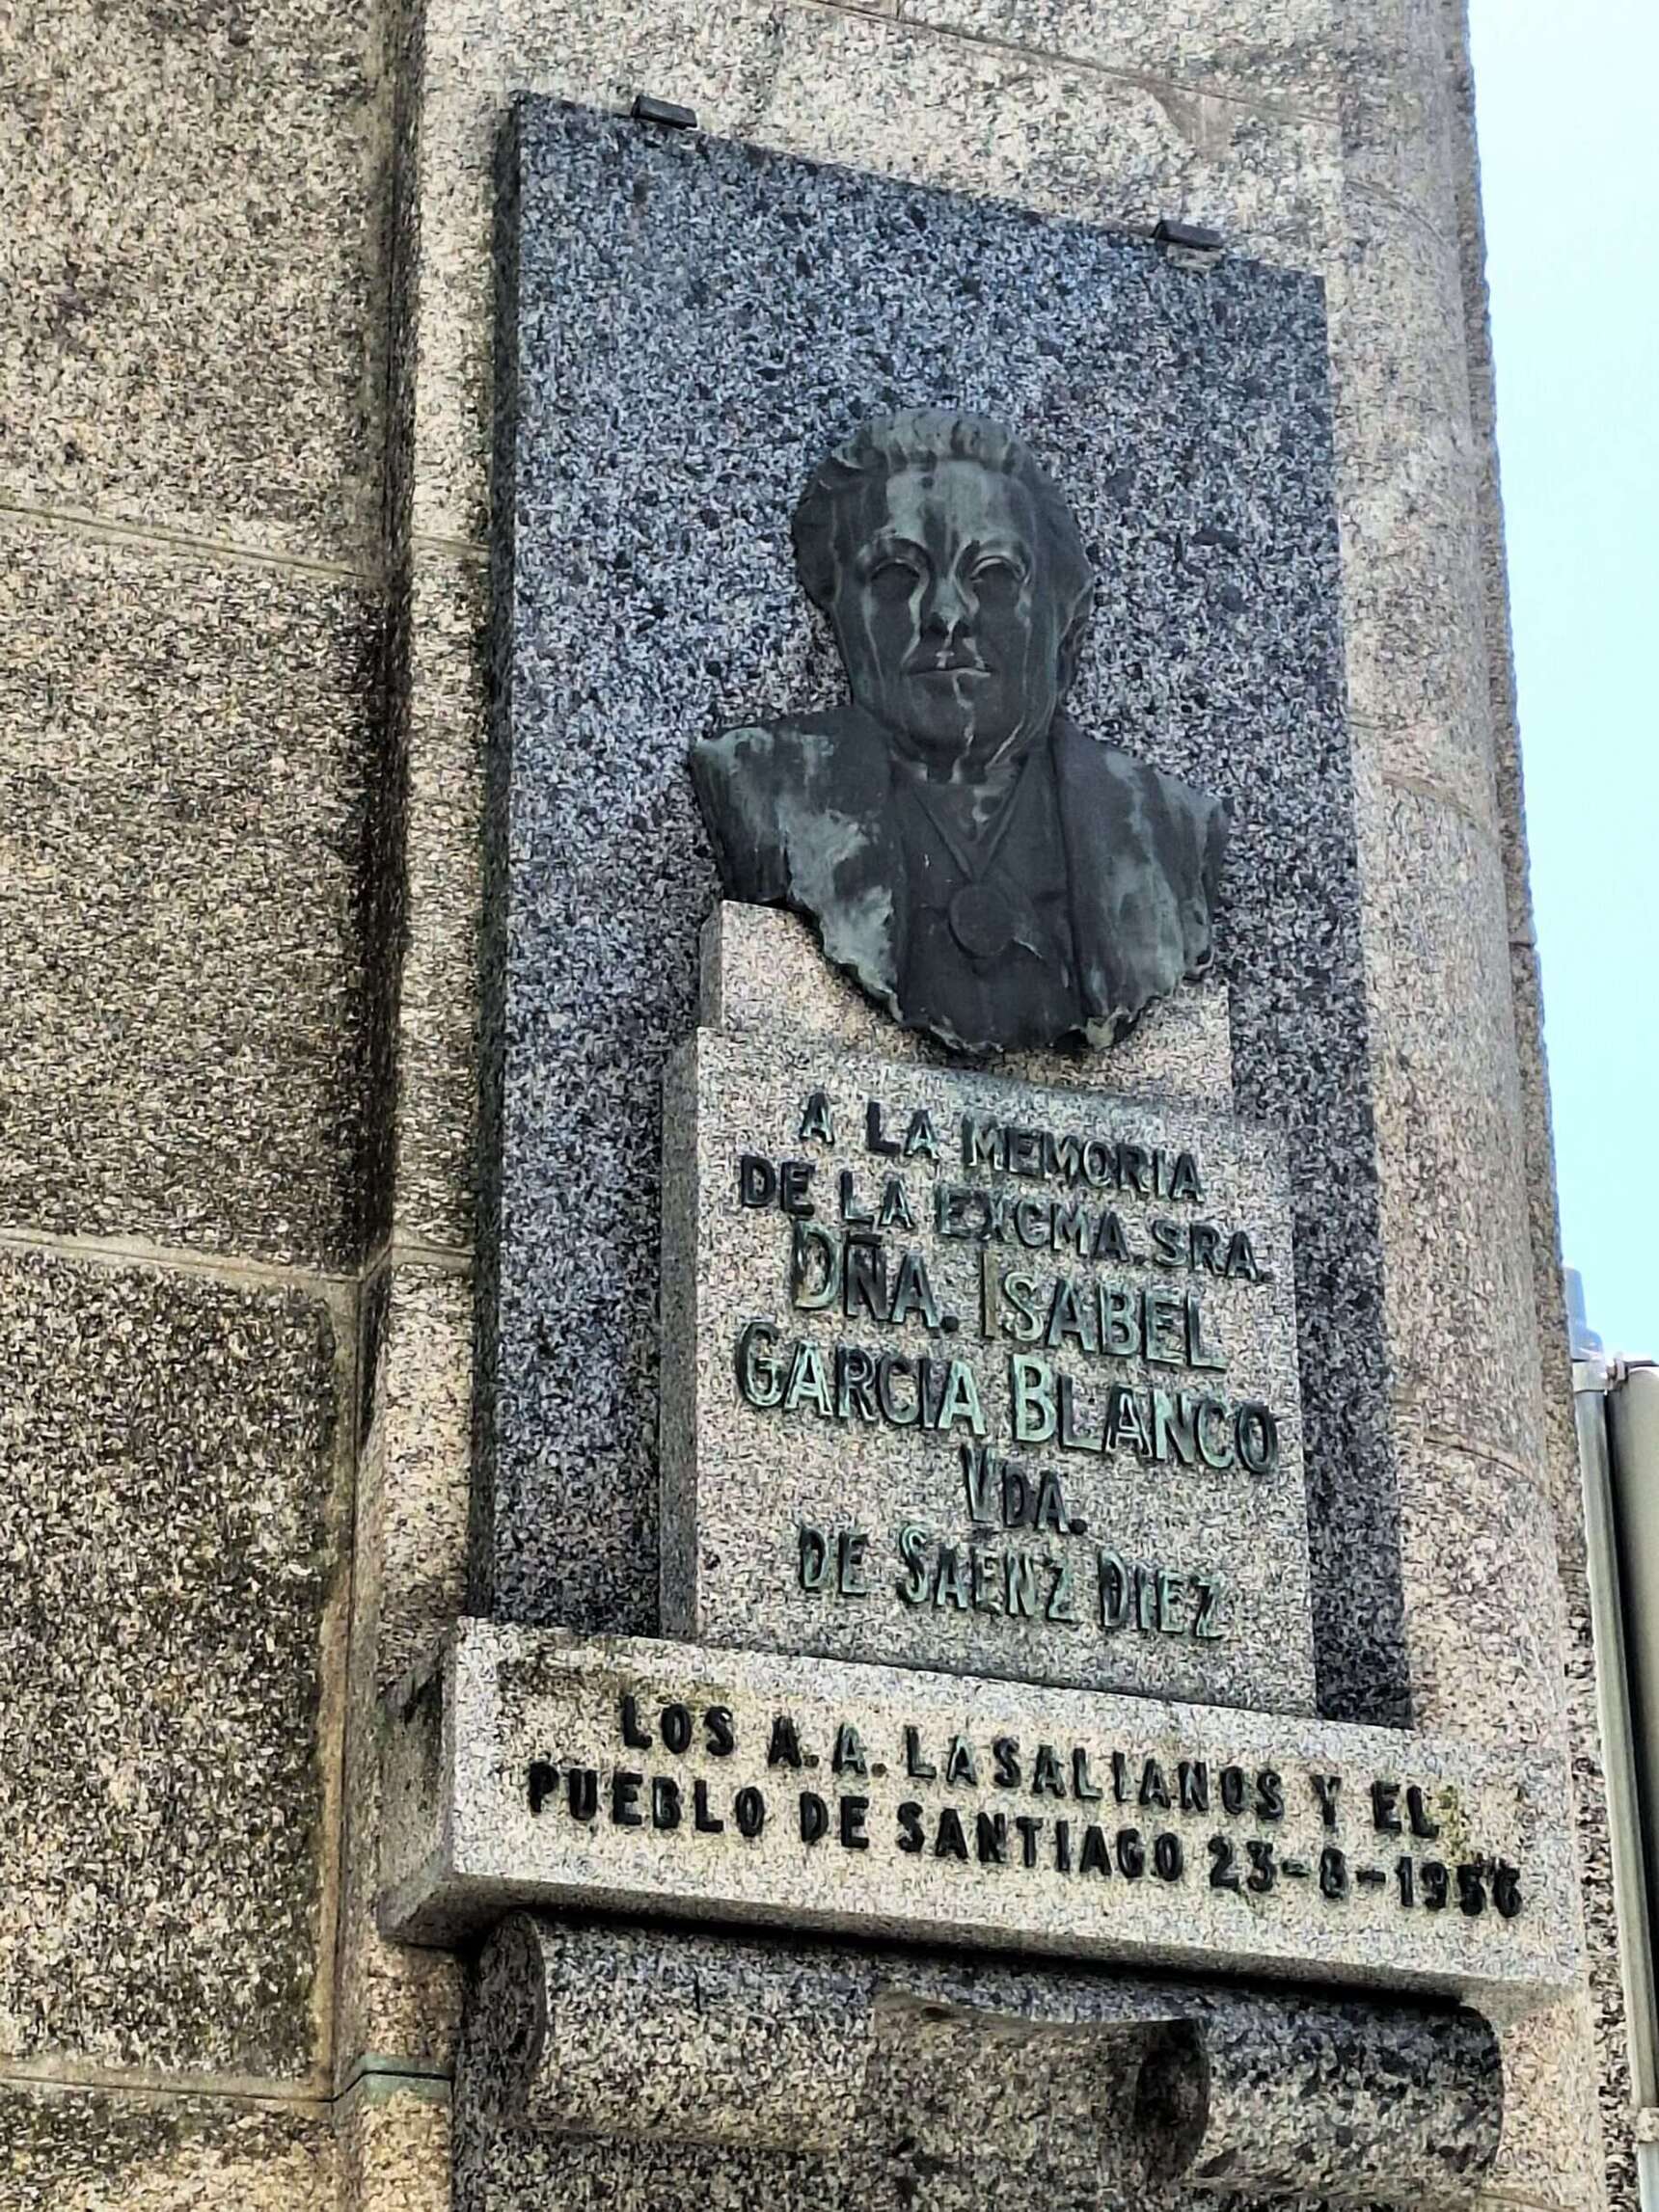 A LA MEMORIA
DE LA EXCMA. SRA.
DÑA. ISABEL
GARCIA BLANCO
VDA.
DE SAENZ DIEZ
LOS A.A. LASALIANOS Y EL
PUEBLO DE SANTIAGO 23-8-1956